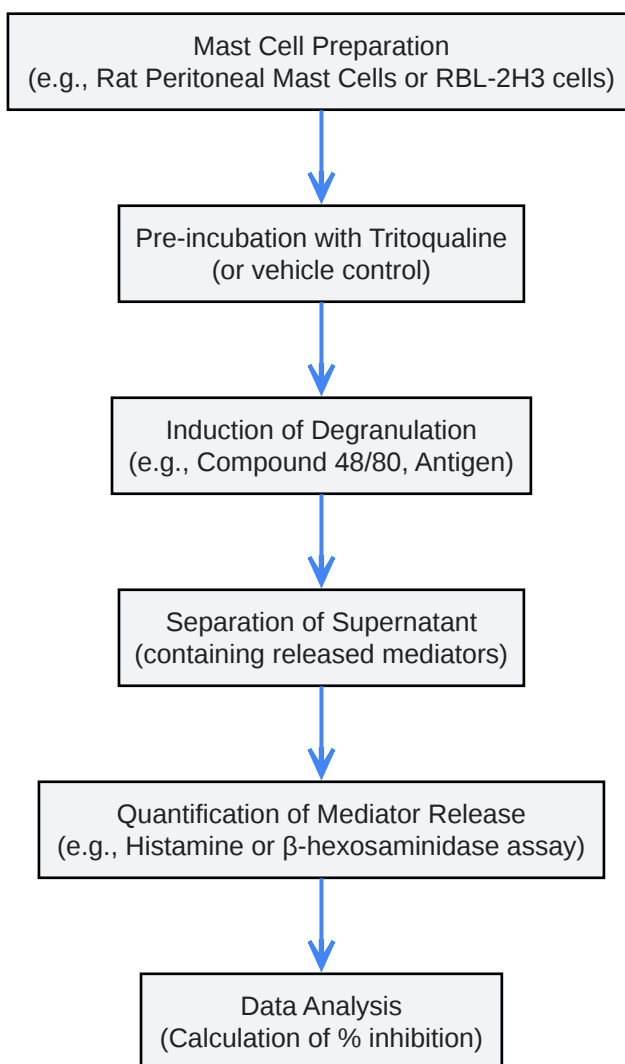 Mast Cell Preparation
(e.g., Rat Peritoneal Mast Cells or RBL-2H3 cells)
Pre-incubation with Tritoqualine
(or vehicle control)
Induction of Degranulation
(e.g., Compound 48/80, Antigen)
Separation of Supernatant
(containing released mediators)
Quantification of Mediator Release
(e.g., Histamine or β-hexosaminidase assay)
Data Analysis
(Calculation of % inhibition)